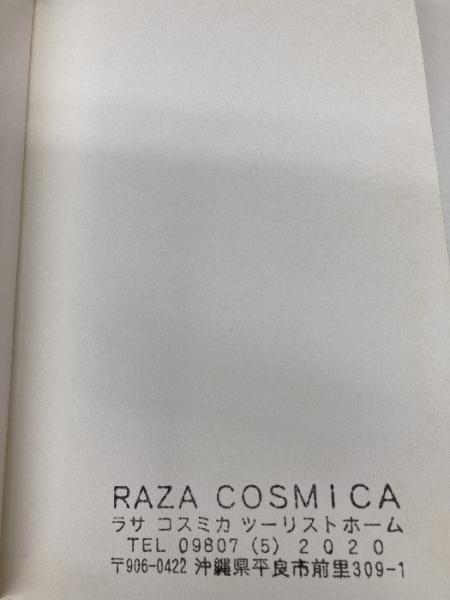 RAZA COSMICA
ラサ コスミカ ツーリストホーム
TEL 09807 (5) 2020
〒906-0422 沖縄県平良市前里309-1